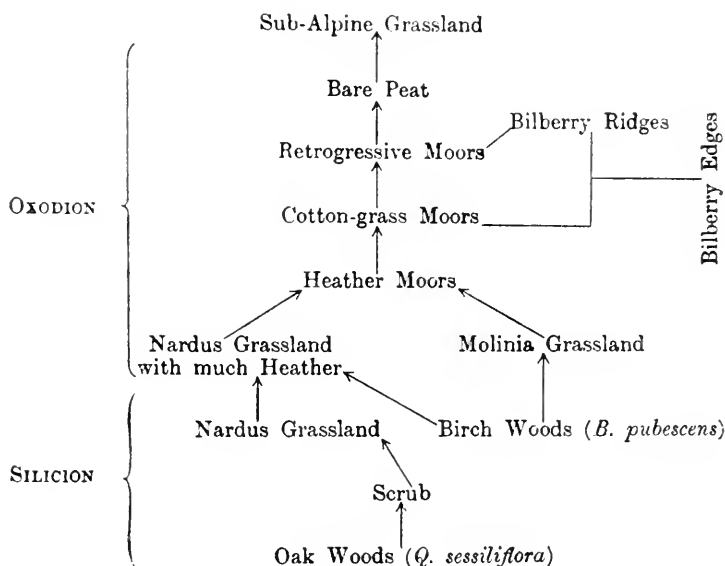 Sub-Alpine Grassland
Bare Peat
Bilberry Ridges
Retrogressive Moors
Bilberry Edges
OXODION
Cotton-grass Moors
Heather Moors
Nardus Grassland
with much Heather
Molinia Grassland
Nardus Grassland
Birch Woods (B. pubescens)
SILICION
Scrub
Oak Woods (Q. sessiliflora)